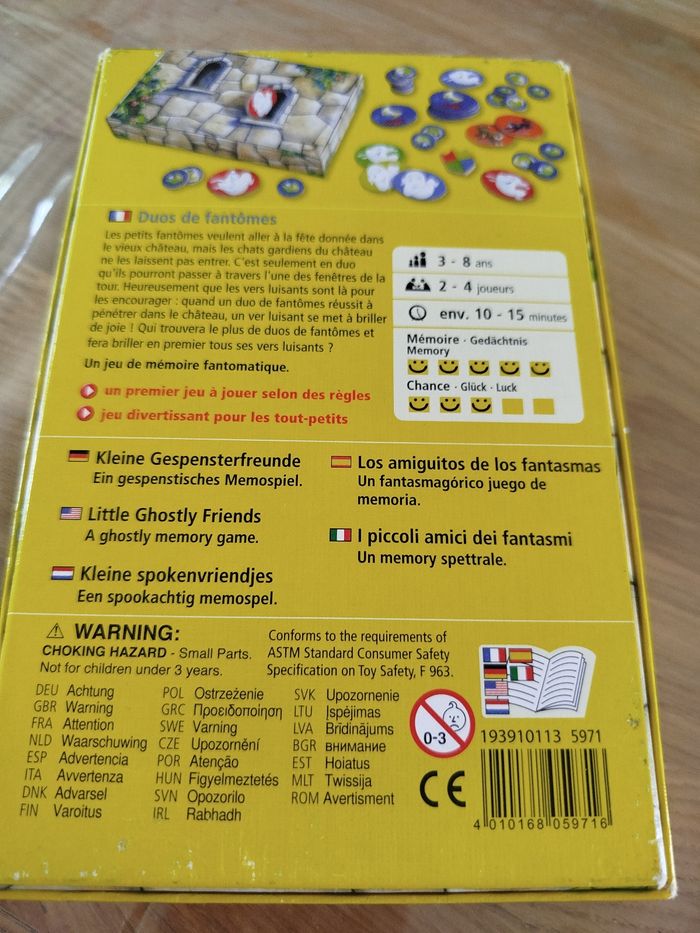 Duos de fantômes
Les petits fantômes veulent aller à la fête donnée dans
le vieux château, mais les chats gardiens du château
ne les laissent pas entrer. C'est seulement en duo
qu'ils pourront passer à travers l'une des fenêtres de la
tour. Heureusement que les vers luisants sont là pour
les encourager : quand un duo de fantômes réussit à
pénétrer dans le château, un ver luisant se met à briller
de joie ! Qui trouvera le plus de duos de fantômes et
fera briller en premier tous ses vers luisants ?
Un jeu de mémoire fantomatique.
un premier jeu à jouer selon des règles
jeu divertissant pour les tout-petits
3 - 8 ans
2 - 4 joueurs
env. 10 - 15 minutes
Mémoire · Gedächtnis
Memory
Chance · Glück · Luck
Kleine Gespensterfreunde
Ein gespenstisches Memospiel.
Little Ghostly Friends
A ghostly memory game.
Kleine spokenvriendjes
Een spookachtig memospel.
Los amiguitos de los fantasmas
Un fantasmagórico juego de
memoria.
I piccoli amici dei fantasmi
Un memory spettrale.
WARNING:
CHOKING HAZARD - Small Parts.
Not for children under 3 years.
Conforms to the requirements of
ASTM Standard Consumer Safety
Specification on Toy Safety, F 963.
DEU Achtung
GBR Warning
FRA Attention
NLD Waarschuwing
ESP Advertencia
ITA Avvertenza
DNK Advarsel
FIN Varoitus
POL Ostrzeżenie
GRC Προειδοποίηση
SWE Varning
CZE Upozornění
POR Atenção
HUN Figyelmeztetés
SVN Opozorilo
IRL Rabhadh
SVK Upozornenie
LTU Įspėjimas
LVA Brīdinājums
BGR внимание
EST Hoiatus
MLT Twissija
ROM Avertisment
0-3
CE
193910113 5971
4 010168 059716